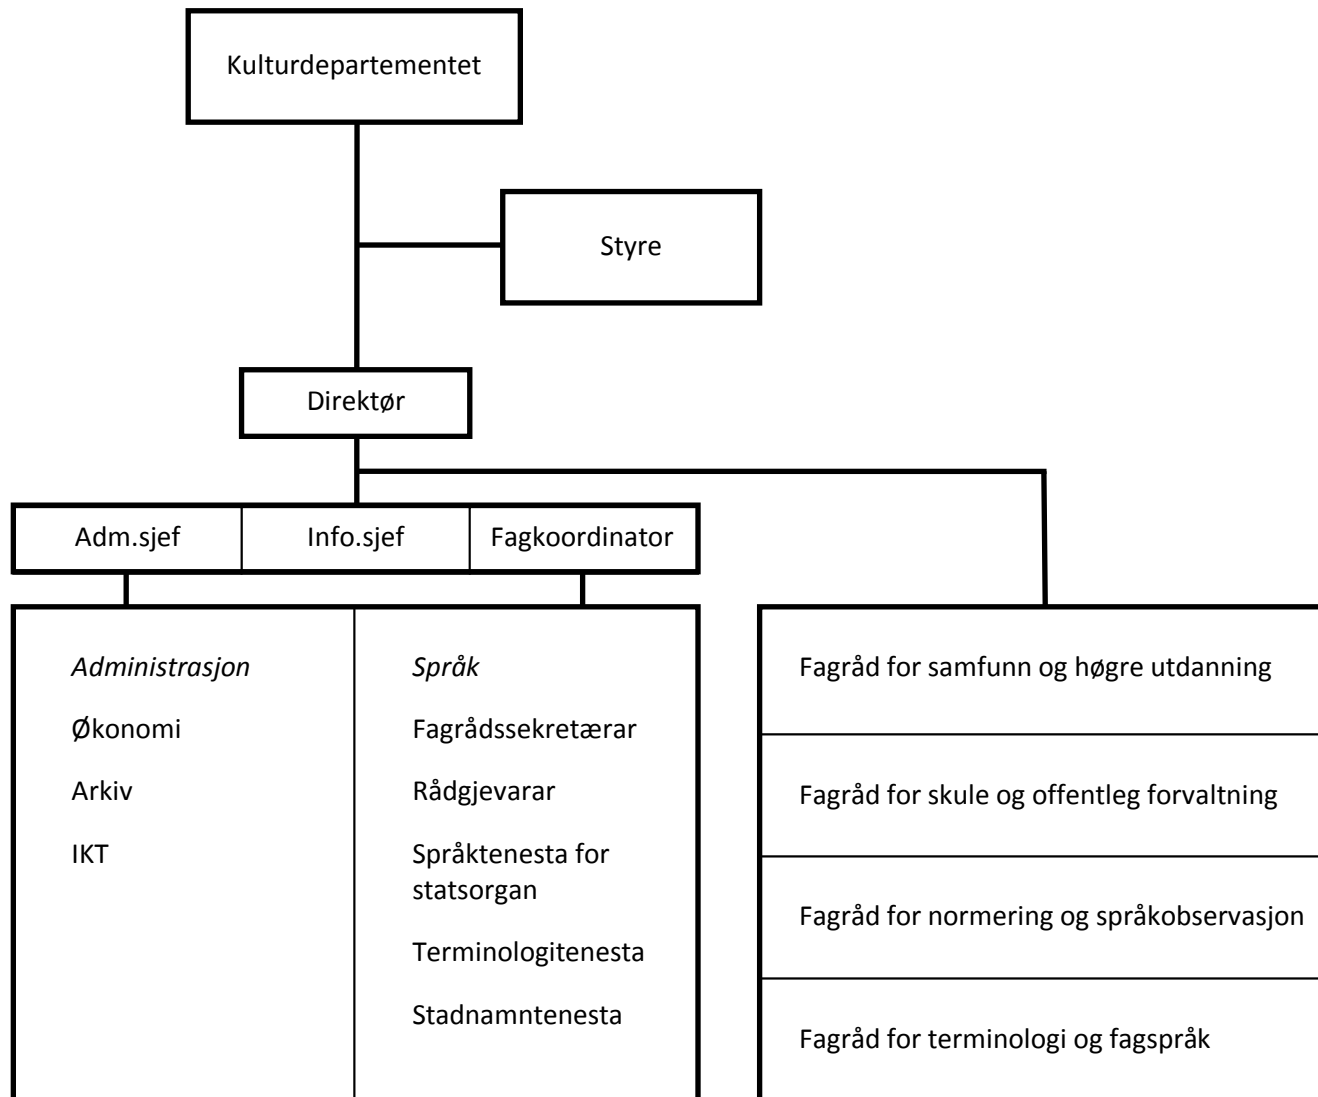 Kulturdepartementet
Styre
Direktør
Adm.sjef
Info.sjef
Fagkoordinator
Administrasjon
Økonomi
Arkiv
IKT
Språk
Fagrådssekretærar
Rådgjevarar
Språktenesta for
statsorgan
Terminologitenesta
Stadnamntenesta
Fagråd for samfunn og høgre utdanning
Fagråd for skule og offentleg forvaltning
Fagråd for normering og språkobservasjon
Fagråd for terminologi og fagspråk